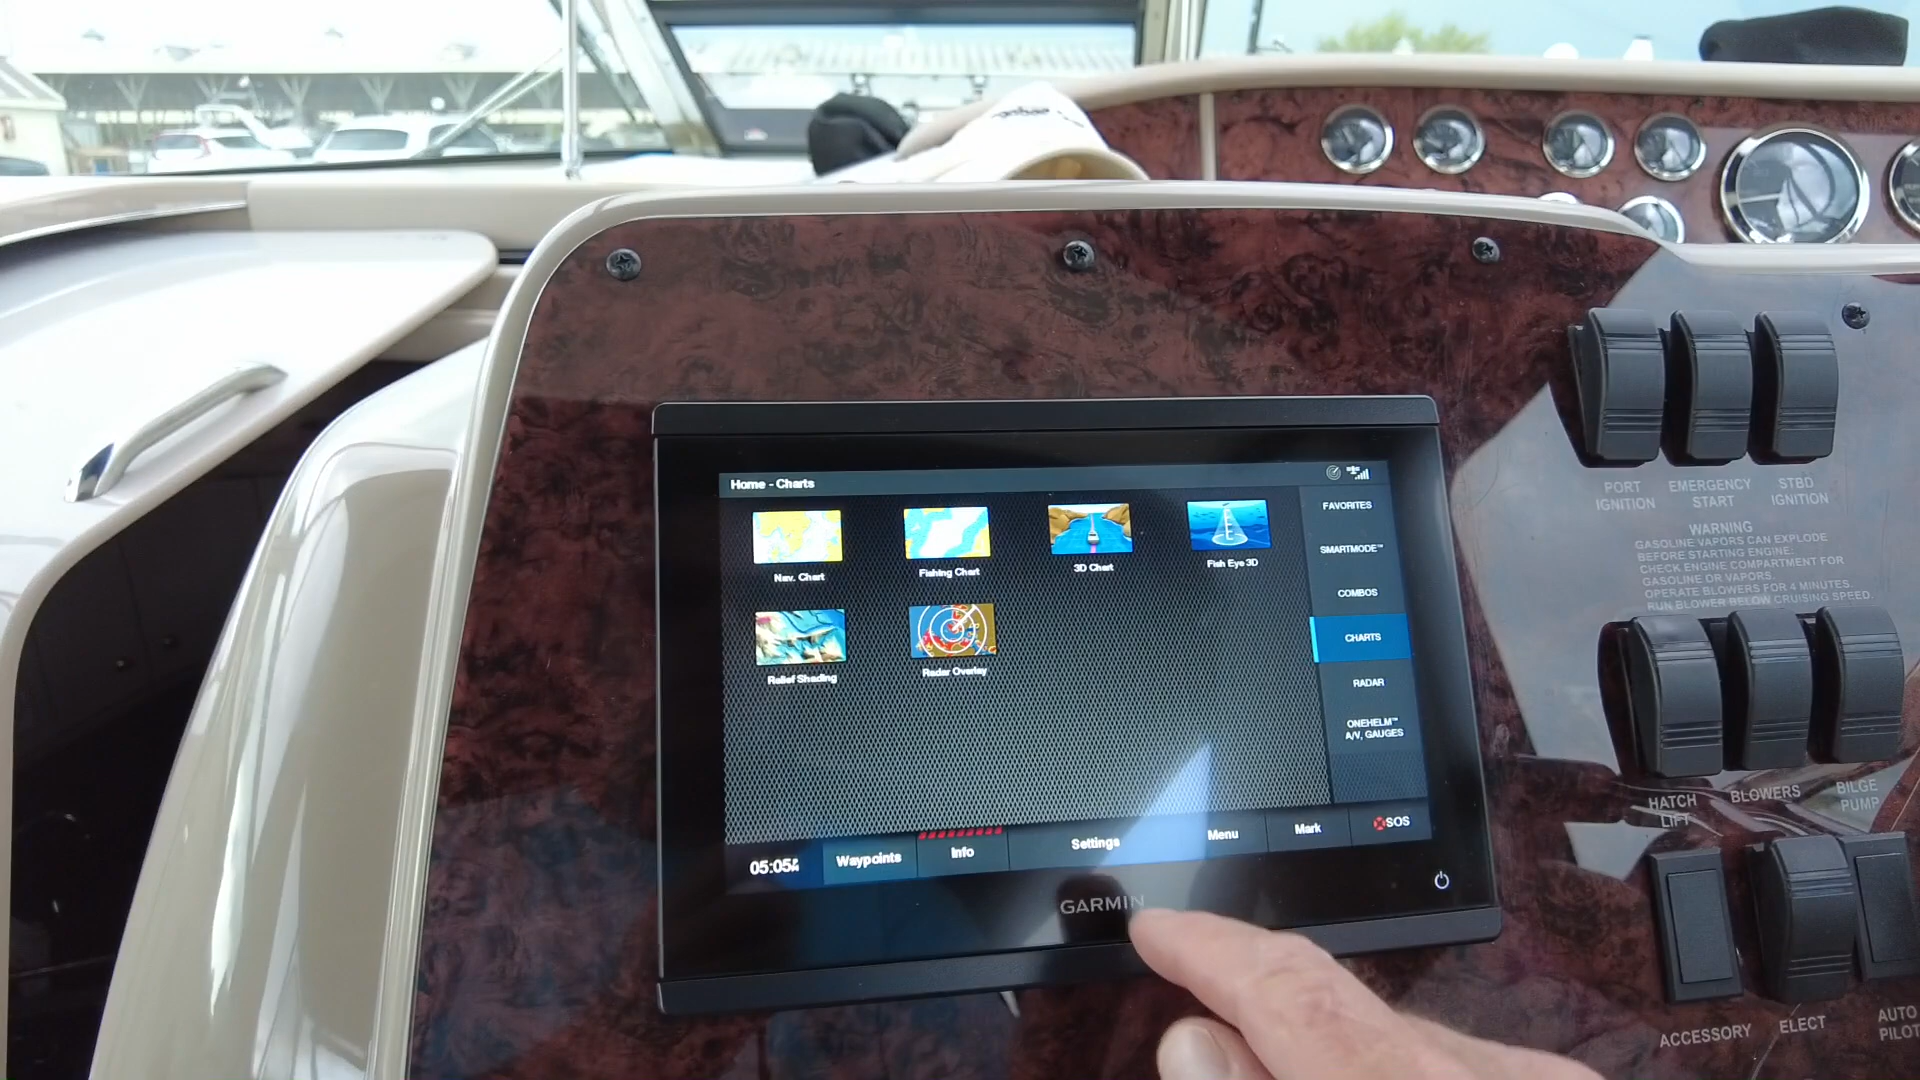 Home - Charts
Nav. Chart
Fishing Chart
3D Chart
Fish Eye 3D
Relief Shading
Radar Overlay
FAVORITES
SMARTMODE™
COMBOS
CHARTS
RADAR
ONEHELM™
A/V, GAUGES
05:05
Waypoints
Info
Settings
Menu
Mark
SOS
GARMIN
PORT
IGNITION
EMERGENCY
START
STBD
IGNITION
WARNING
GASOLINE VAPORS CAN EXPLODE
BEFORE STARTING ENGINE:
CHECK ENGINE COMPARTMENT FOR
GASOLINE OR VAPORS.
OPERATE BLOWERS FOR 4 MINUTES.
RUN BLOWER BELOW CRUISING SPEED.
HATCH
LIFT
BLOWERS
BILGE
PUMP
ACCESSORY
ELECT
AUTO
PILOT